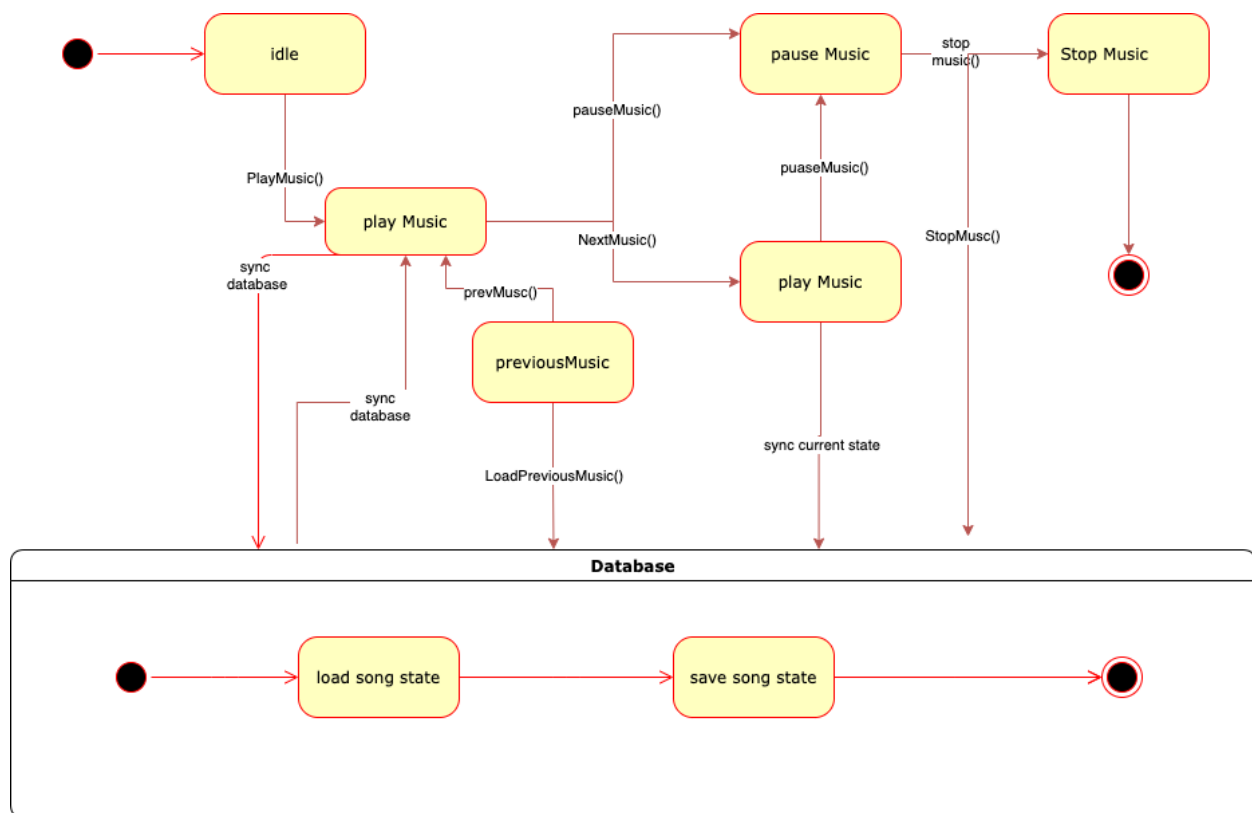 idle
pause Music
stop
music()
Stop Music
pauseMusic()
puaseMusic()
PlayMusic()
play Music
NextMusic()
StopMusc()
sync
database
prevMusc()
play Music
previousMusic
sync
database
sync current state
LoadPreviousMusic()
Database
load song state
save song state